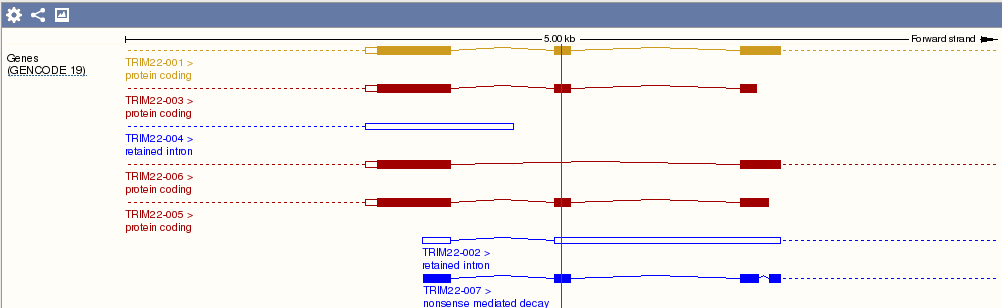 5.00 kb
Forward strand
Genes
(GENCODE 19)
TRIM22-001 >
protein coding
TRIM22-003 >
protein coding
TRIM22-004 >
retained intron
TRIM22-006 >
protein coding
TRIM22-005 >
protein coding
TRIM22-002 >
retained intron
TRIM22-007 >
nonsense mediated decay